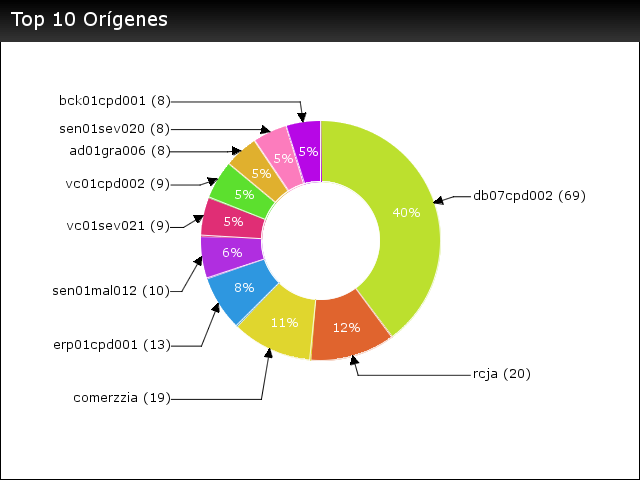 Top 10 Orígenes
bck01cpd001 (8)
sen01sev020 (8)
ad01gra006 (8)
vc01cpd002 (9)
vc01sev021 (9)
sen01mal012 (10)
erp01cpd001 (13)
comerzzia (19)
db07cpd002 (69)
rcja (20)
5%
5%
5%
5%
5%
6%
8%
11%
12%
40%